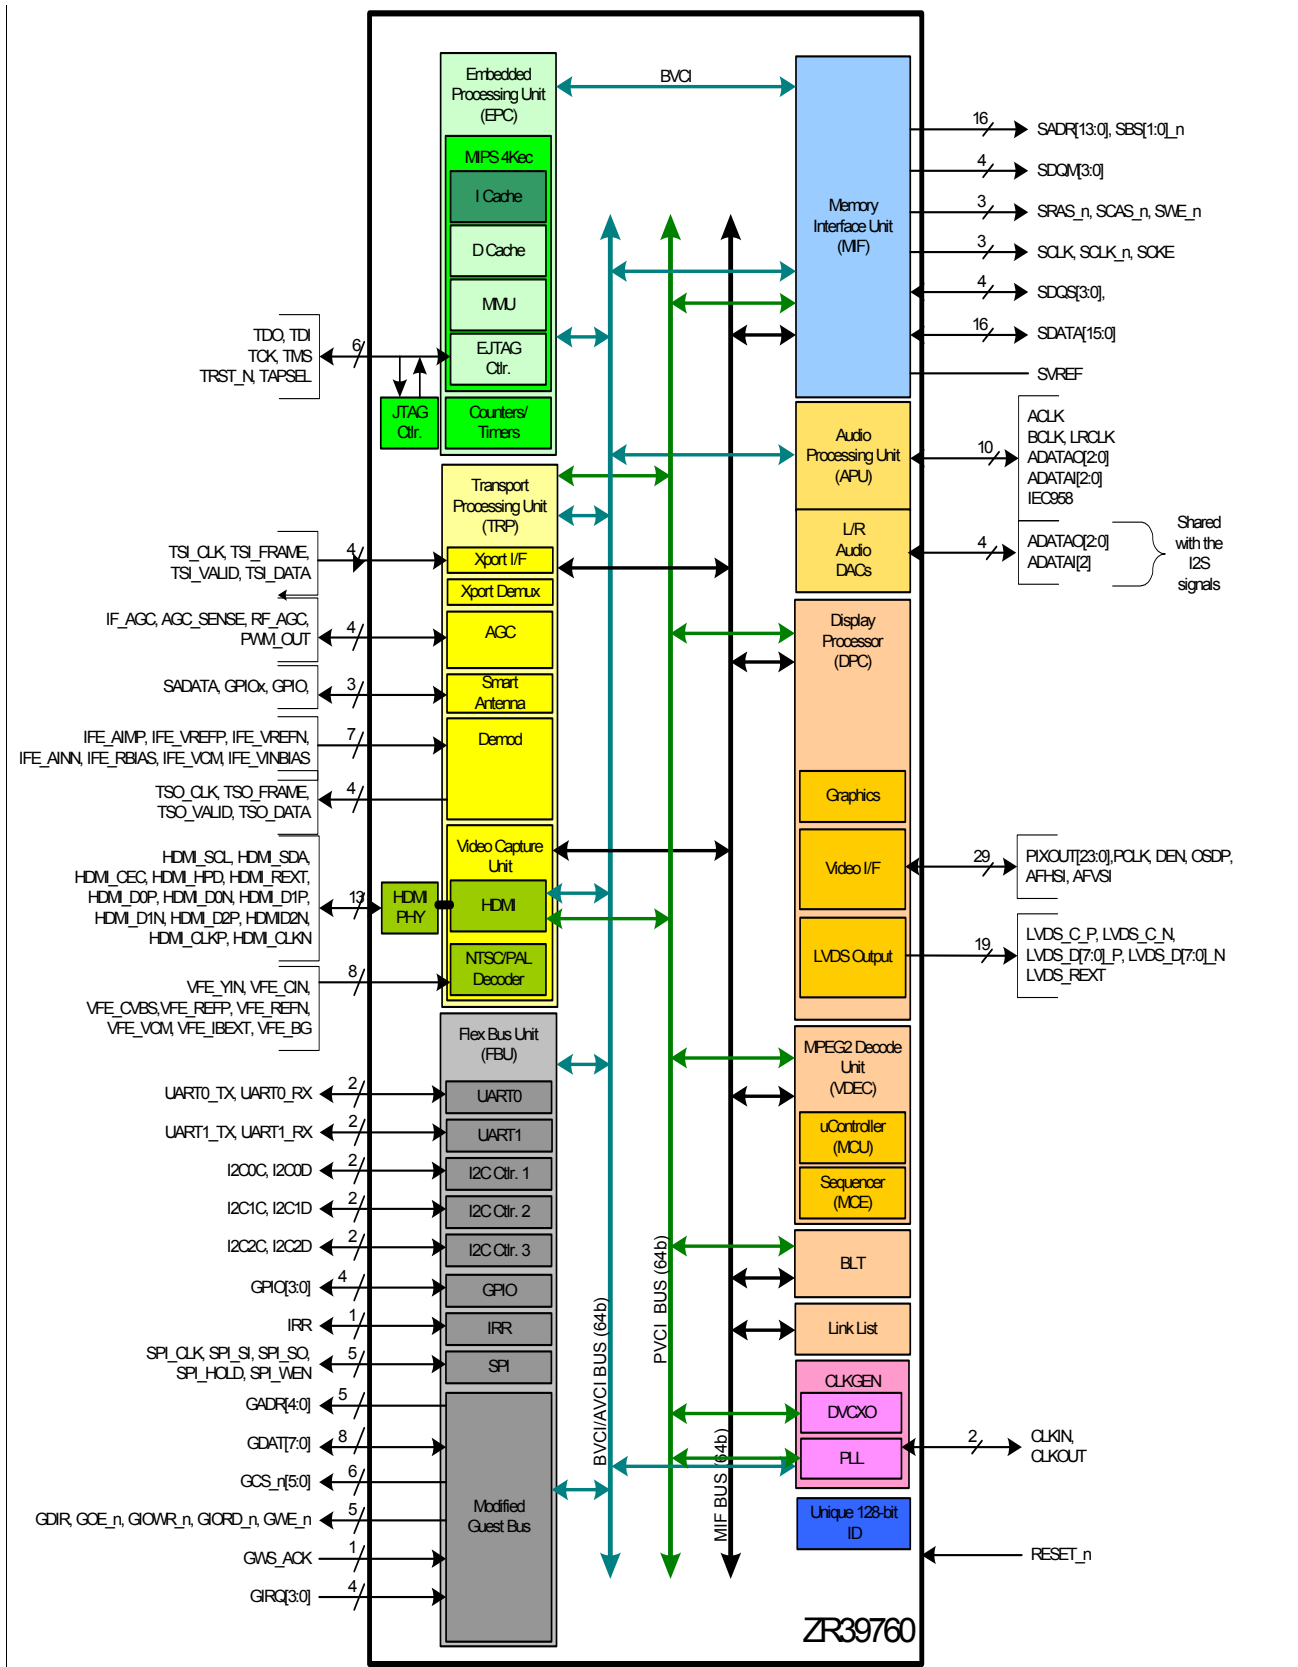 Embedded
Processing Unit
(EPC)
MIPS 4Kec
I Cache
D Cache
MMU
EJTAG
Ctlr.
JTAG
Ctlr.
Counters/
Timers
TDO, TDI
TCK, TMS
TRST_N, TAPSEL
6
BVCI
Memory
Interface Unit
(MIF)
16
SADR[13:0], SBS[1:0]_n
4
SDQM[3:0]
3
SRAS_n, SCAS_n, SWE_n
3
SCLK, SCLK_n, SCKE
4
SDQS[3:0],
16
SDATA[15:0]
SVREF
Audio
Processing Unit
(APU)
10
ACLK
BCLK, LRCLK
ADATAO[2:0]
ADATAI[2:0]
IEC958
L/R
Audio
DACs
4
ADATAO[2:0]
ADATAI[2]
Shared
with the
I2S
signals
Transport
Processing Unit
(TRP)
TSI_CLK, TSI_FRAME,
TSI_VALID, TSI_DATA
4
Xport I/F
Xport Demux
IF_AGC, AGC_SENSE, RF_AGC,
PWM_OUT
4
AGC
SADATA, GPIOx, GPIO,
3
Smart
Antenna
IFE_AIMP, IFE_VREFP, IFE_VREFN,
IFE_AINN, IFE_RBIAS, IFE_VCM, IFE_VINBIAS
7
Demod
TSO_CLK, TSO_FRAME,
TSO_VALID, TSO_DATA
4
Video Capture
Unit
HDMI_SCL, HDMI_SDA,
HDMI_CEC, HDMI_HPD, HDMI_REXT,
HDMI_D0P, HDMI_D0N, HDMI_D1P,
HDMI_D1N, HDMI_D2P, HDMID2N,
HDMI_CLKP, HDMI_CLKN
13
HDMI
PHY
HDMI
NTSC/PAL
Decoder
VFE_YIN, VFE_CIN,
VFE_CVBS,VFE_REFP, VFE_REFN,
VFE_VCM, VFE_IBEXT, VFE_BG
8
Display
Processor
(DPC)
Graphics
Video I/F
29
PIXOUT[23:0],PCLK, DEN, OSDP,
AFHSI, AFVSI
LVDS Output
19
LVDS_C_P, LVDS_C_N,
LVDS_D[7:0]_P, LVDS_D[7:0]_N
LVDS_REXT
Flex Bus Unit
(FBU)
UART0_TX, UART0_RX
2
UART0
UART1_TX, UART1_RX
2
UART1
I2C0C, I2C0D
2
I2C Ctlr. 1
I2C1C, I2C1D
2
I2C Ctlr. 2
I2C2C, I2C2D
2
I2C Ctlr. 3
GPIO[3:0]
4
GPIO
IRR
1
IRR
SPI_CLK, SPI_SI, SPI_SO,
SPI_HOLD, SPI_WEN
5
SPI
GADR[4:0]
5
GDAT[7:0]
8
GCS_n[5:0]
6
GDIR, GOE_n, GIOWR_n, GIORD_n, GWE_n
5
GWS_ACK
1
GIRQ[3:0]
4
Modified
Guest Bus
BVCI/AVCI BUS (64b)
PVCI BUS (64b)
MIF BUS (64b)
MPEG2 Decode
Unit
(VDEC)
uController
(MCU)
Sequencer
(MCE)
BLT
Link List
CLKGEN
DVCXO
PLL
2
CLKIN,
CLKOUT
Unique 128-bit
ID
RESET_n
ZR39760